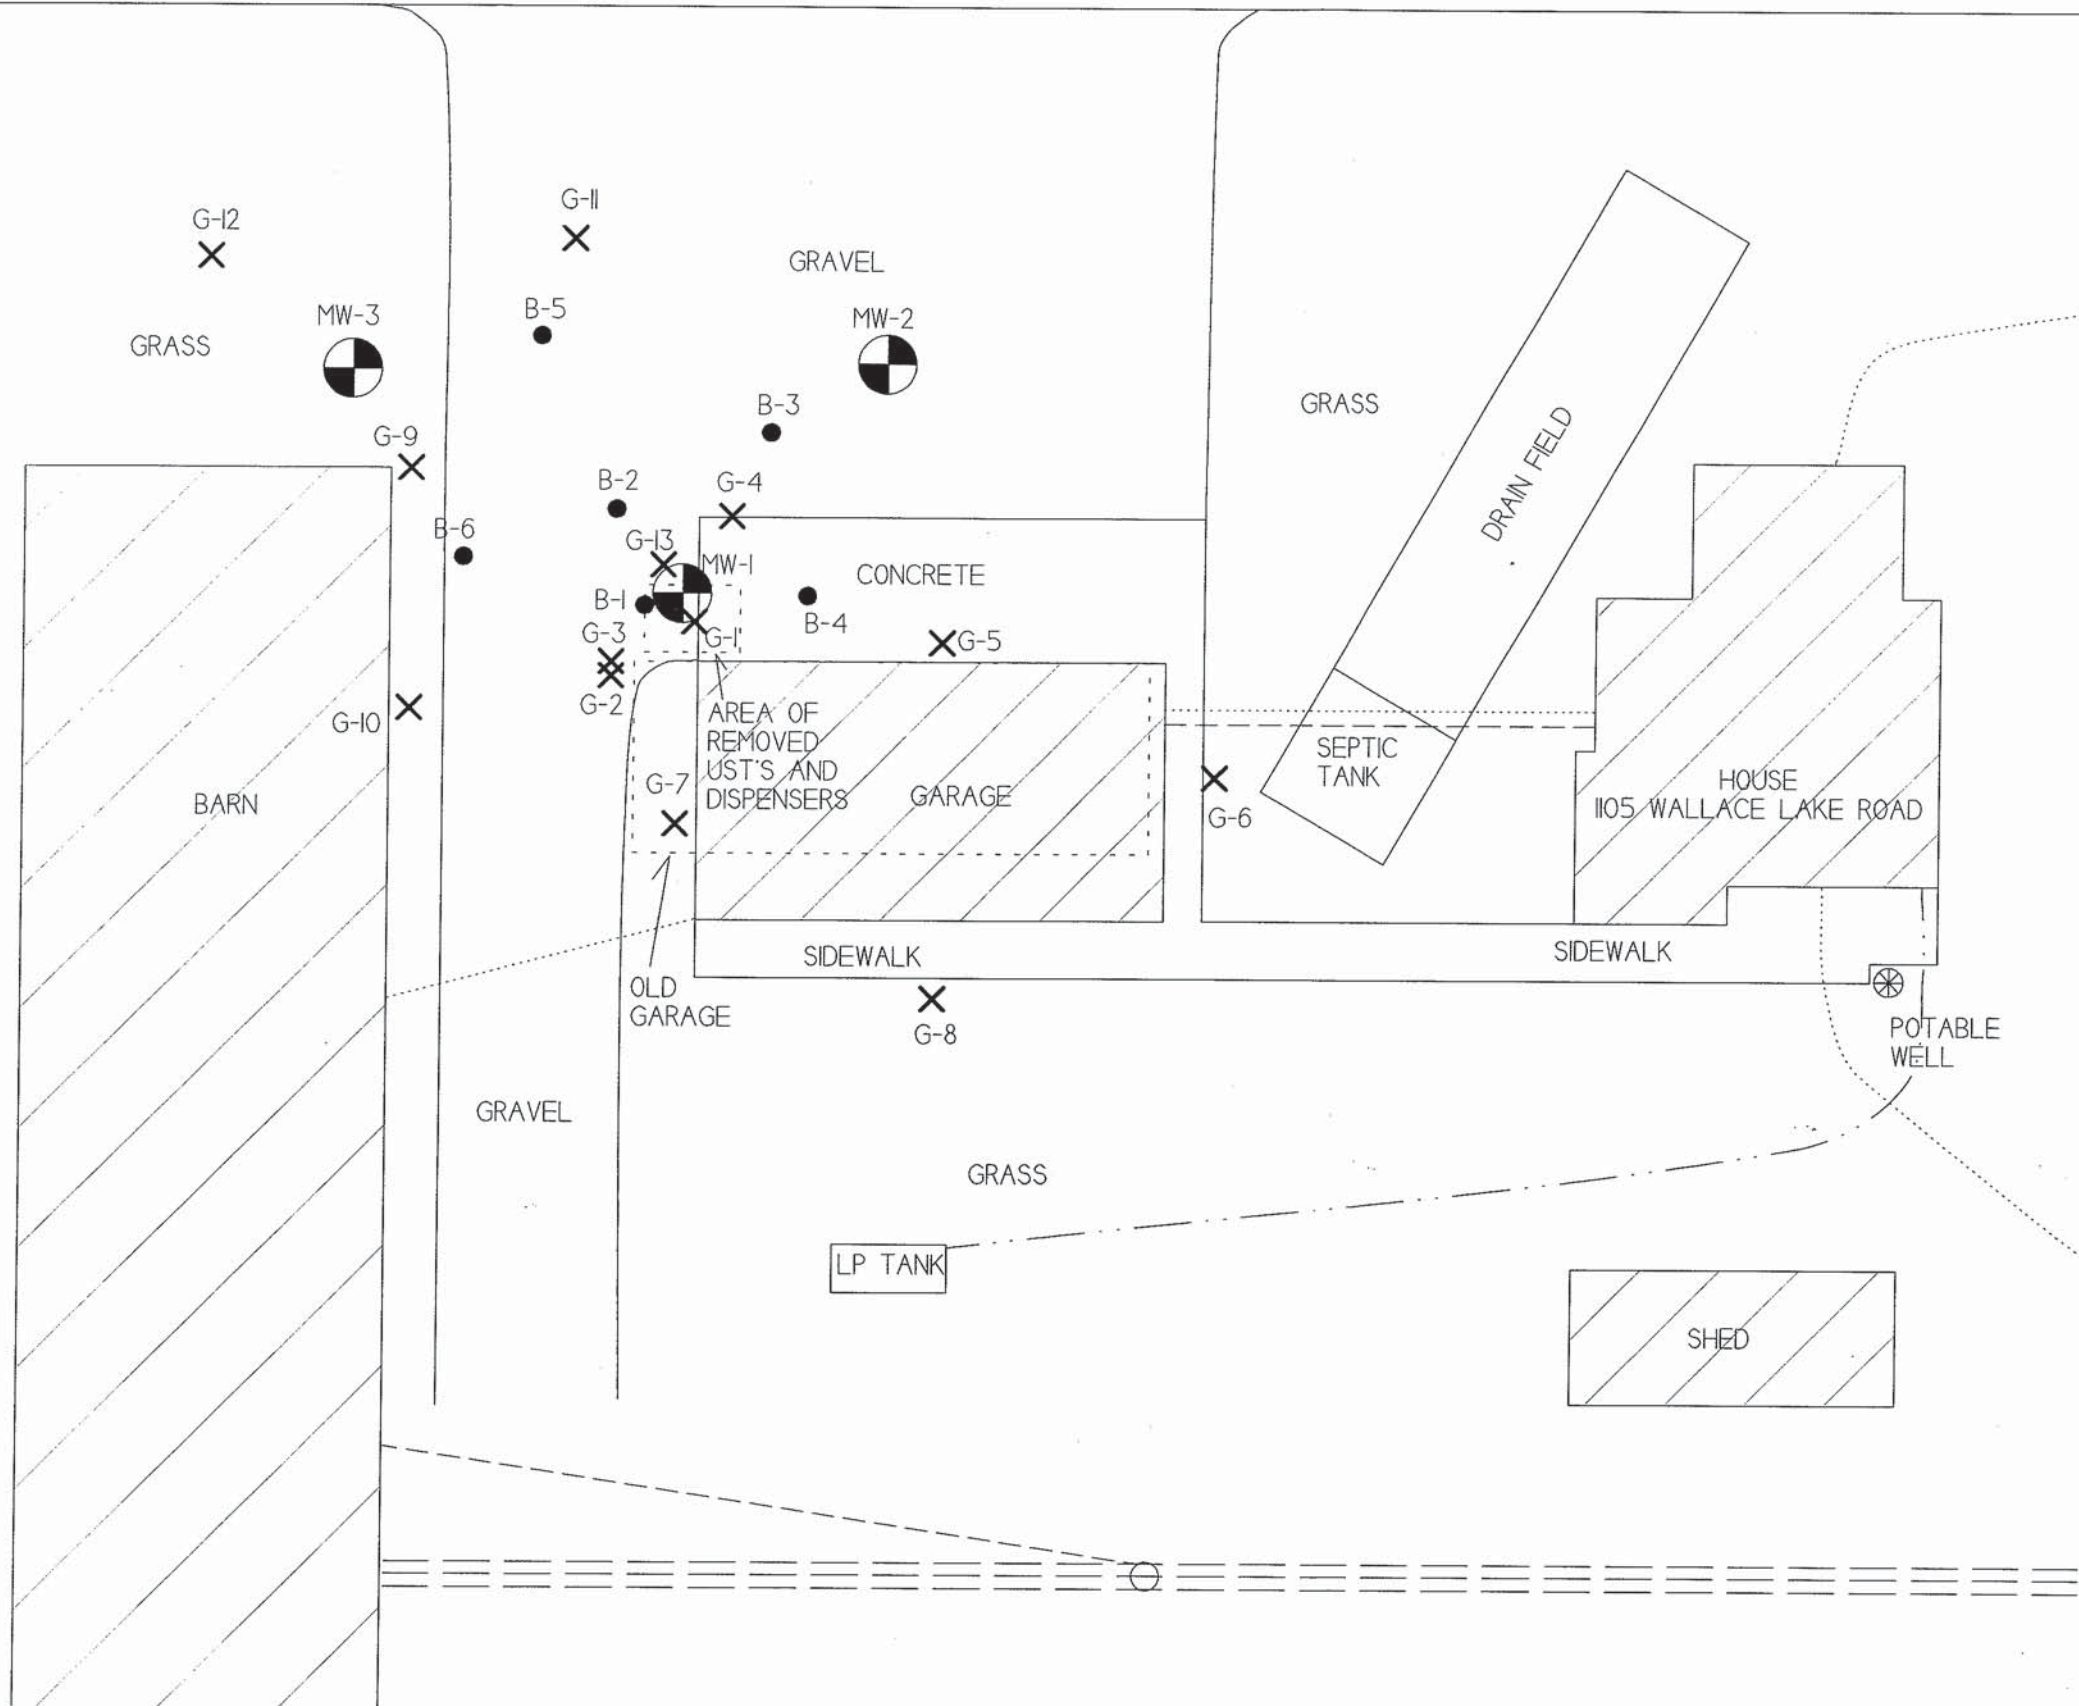 G-11
G-12
GRAVEL
B-5
MW-3
MW-2
GRASS
B-3
GRASS
G-9
DRAIN FIELD
B-2
G-4
B-6
G-13
MW-1
CONCRETE
B-1
B-4
G-3
G-1
G-5
G-2
G-10
AREA OF
REMOVED
UST'S AND
DISPENSERS
SEPTIC
TANK
G-7
BARN
GARAGE
HOUSE
1105 WALLACE LAKE ROAD
G-6
SIDEWALK
SIDEWALK
OLD
GARAGE
G-8
POTABLE
WELL
GRAVEL
GRASS
LP TANK
SHED